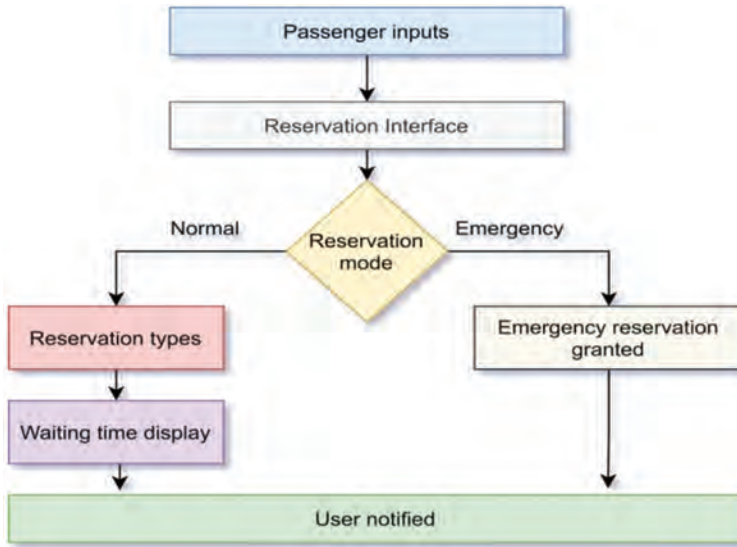 Passenger inputs
Reservation Interface
Normal
Reservation
mode
Emergency
Reservation types
Emergency reservation
granted
Waiting time display
User notified